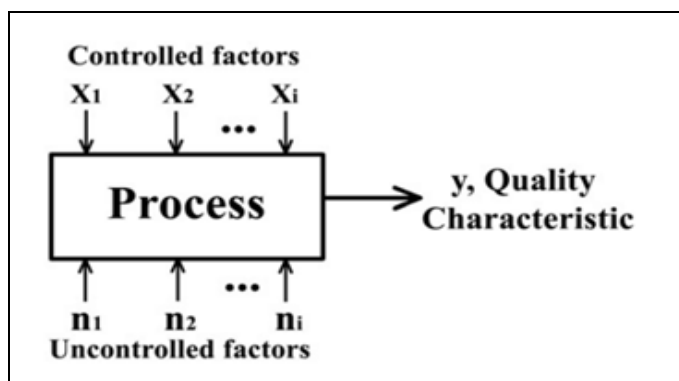 Controlled factors
X1 X2 Xi
...
Process
y, Quality
Characteristic
...
n1 n2 ni
Uncontrolled factors